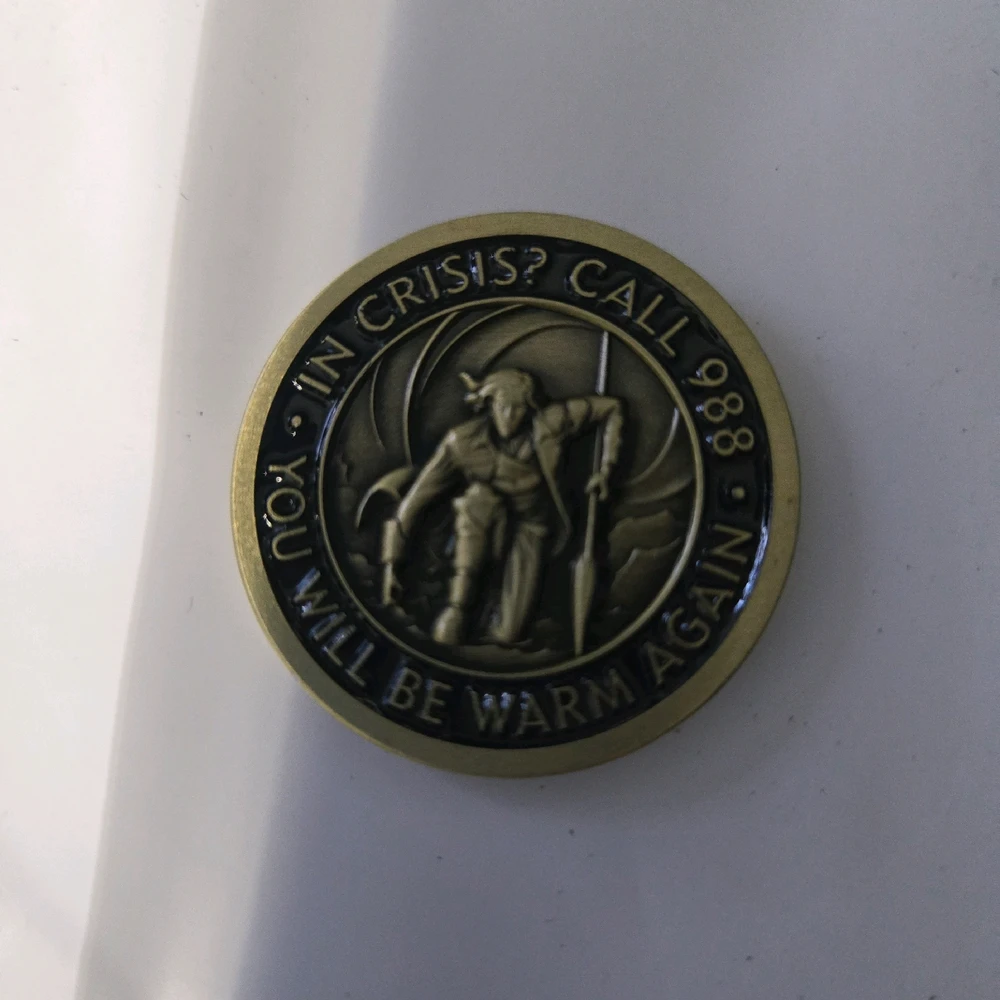 IN CRISIS? CALL 988
YOU WILL BE WARM AGAIN